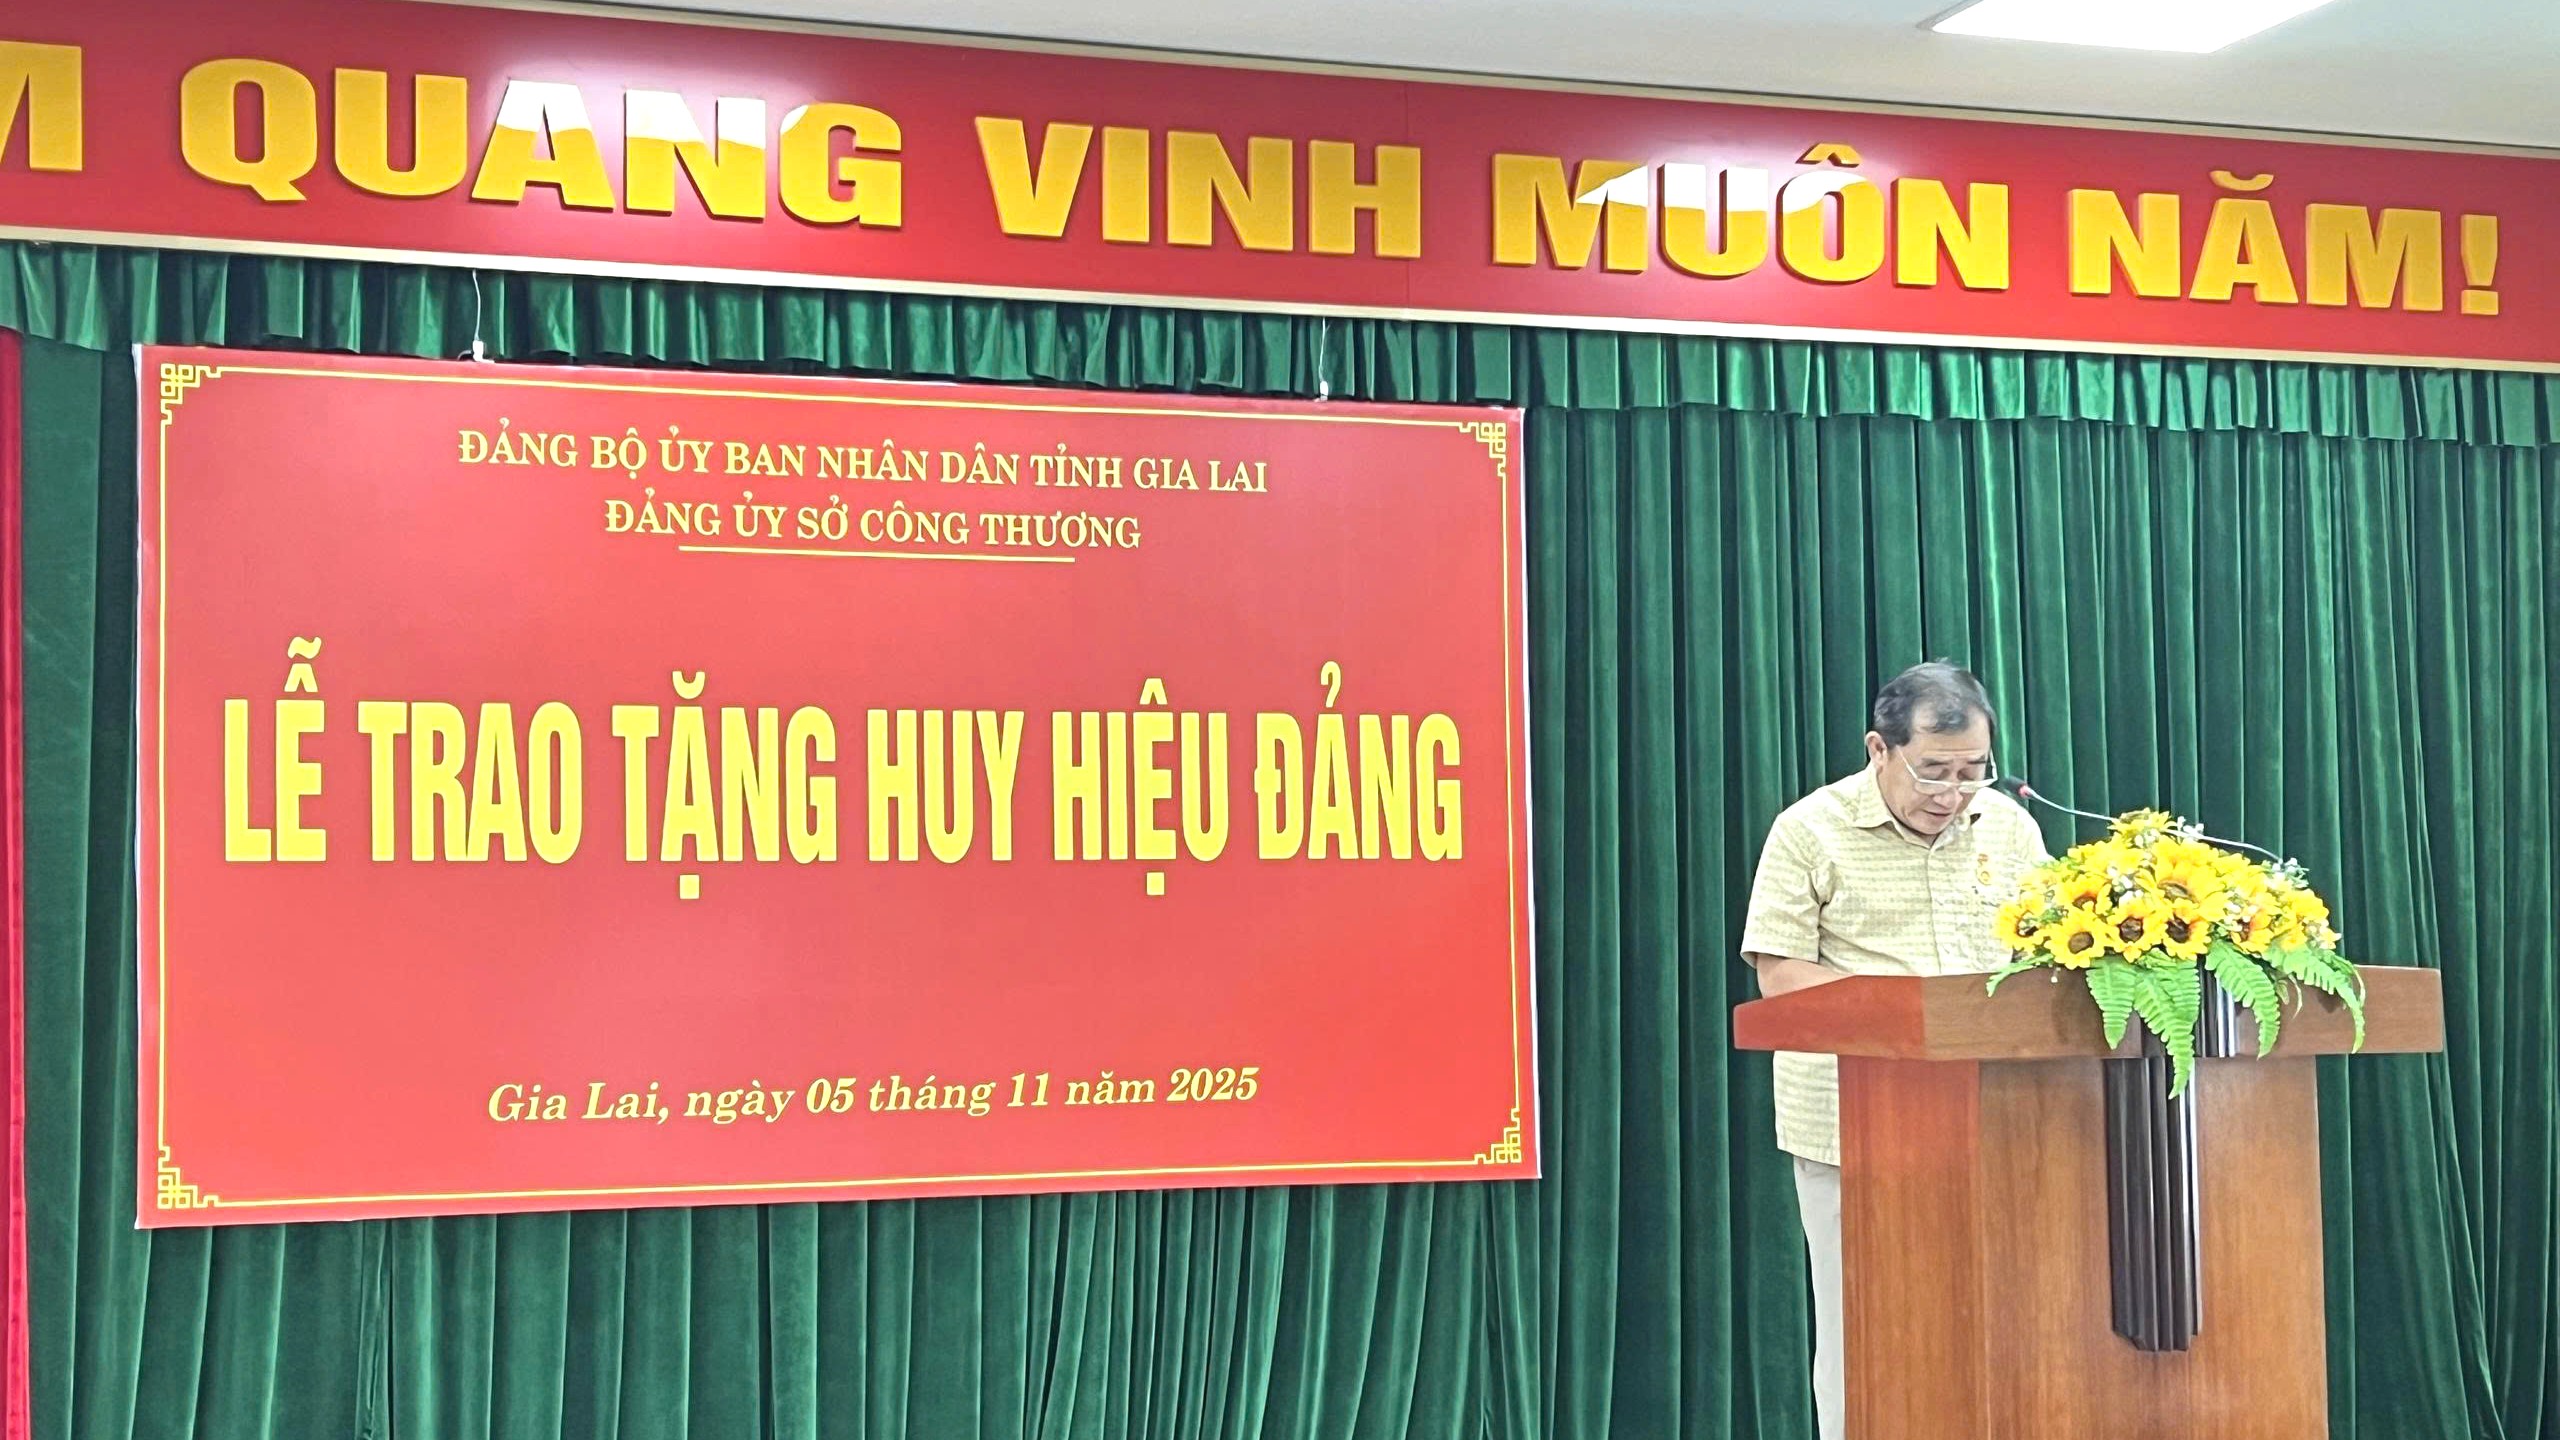 QUANG VINH MUÔN NĂM!
ĐẢNG BỘ ỦY BAN NHÂN DÂN TỈNH GIA LAI
ĐẢNG ỦY SỞ CÔNG THƯƠNG
LỄ TRAO TẶNG HUY HIỆU ĐẢNG
Gia Lai, ngày 05 tháng 11 năm 2025